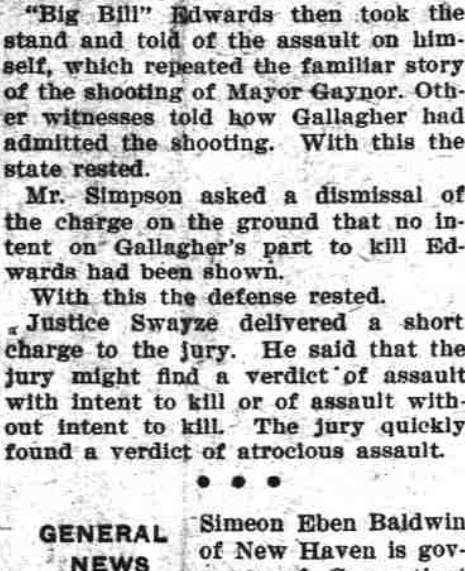 "Big Bill" Edwards then took the
stand and told of the assault on him-
self, which repeated the familiar story
of the shooting of Mayor Gaynor. Oth-
er witnesses told how Gallagher had
admitted the shooting. With this the
state rested.
Mr. Simpson asked a dismissal of
the charge on the ground that no in-
tent on Gallagher's part to kill Ed-
wards had been shown.
With this the defense rested.
Justice Swayze delivered a short
charge to the jury. He said that the
jury might find a verdict of assault
with intent to kill or of assault with-
out intent to kill. The jury quickly
found a verdict of atrocious assault.
• • •
GENERAL
NEWS
Simeon Eben Baldwin
of New Haven is gov-